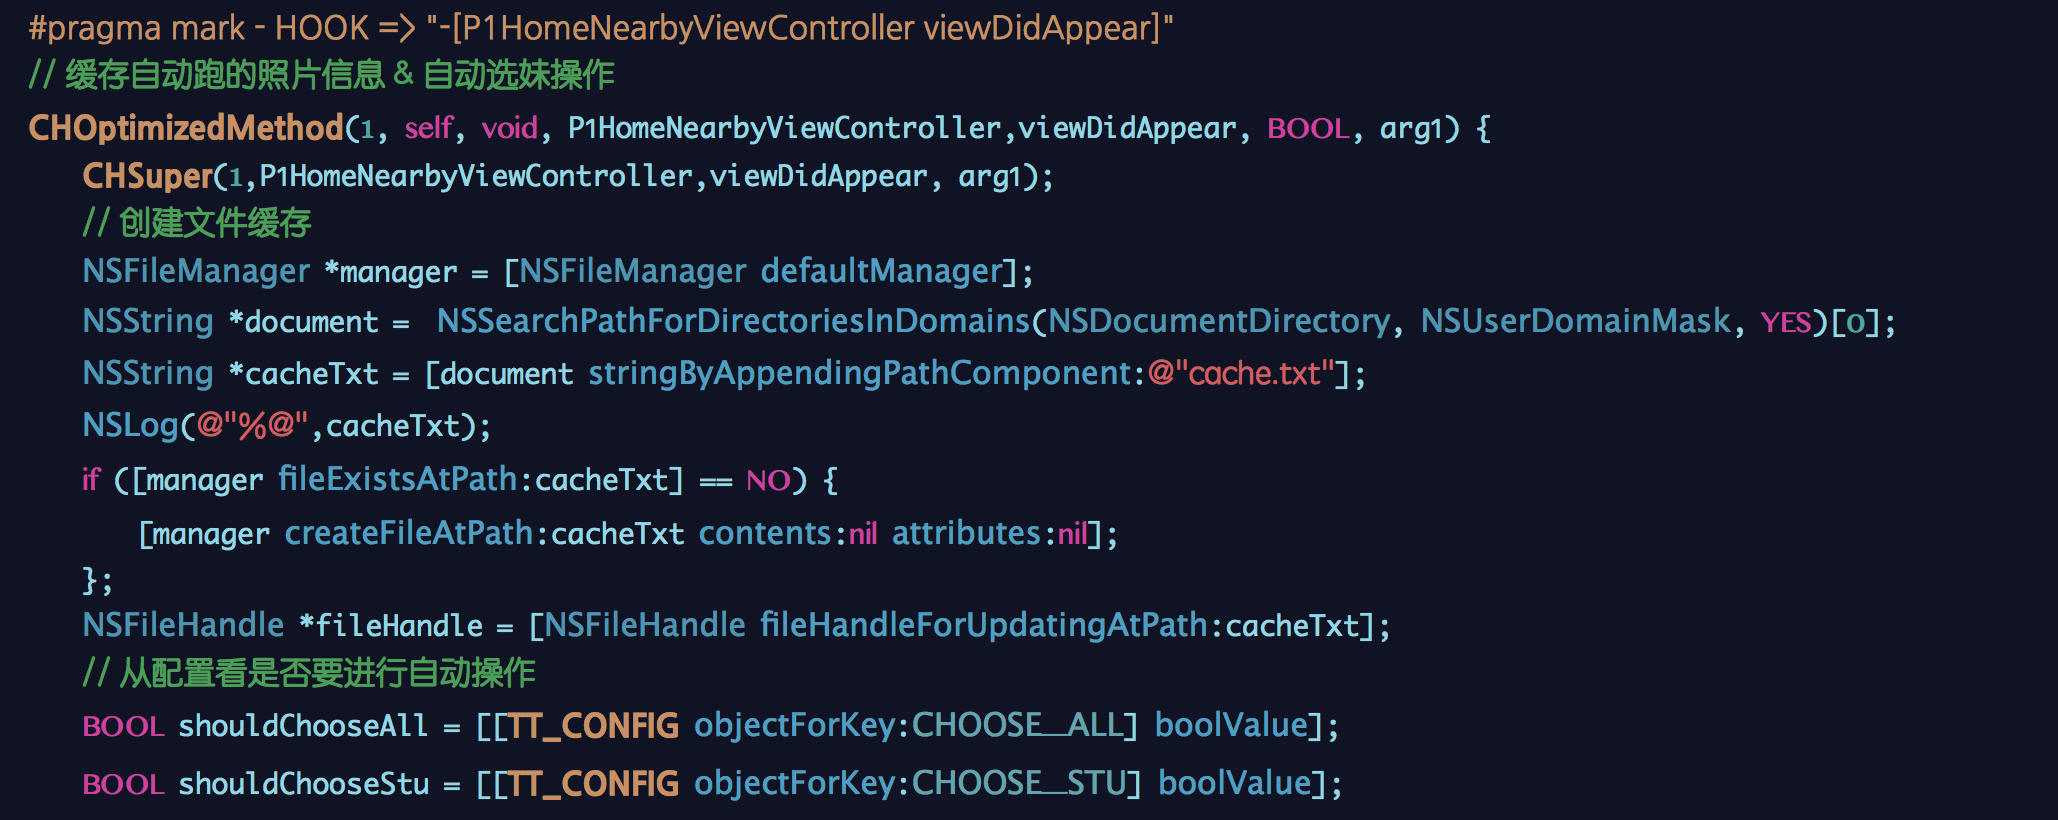 #pragma mark - HOOK => "-[P1HomeNearbyViewController viewDidAppear]"
// 缓存自动跑的照片信息 & 自动选妹操作
CHOptimizedMethod(1, self, void, P1HomeNearbyViewController,viewDidAppear, BOOL, arg1) {
CHSuper(1,P1HomeNearbyViewController,viewDidAppear, arg1);
// 创建文件缓存
NSFileManager *manager = [NSFileManager defaultManager];
NSString *document =  NSSearchPathForDirectoriesInDomains(NSDocumentDirectory, NSUserDomainMask, YES)[0];
NSString *cacheTxt = [document stringByAppendingPathComponent:@"cache.txt"];
NSLog(@"%@",cacheTxt);
if ([manager fileExistsAtPath:cacheTxt] == NO) {
[manager createFileAtPath:cacheTxt contents:nil attributes:nil];
};
NSFileHandle *fileHandle = [NSFileHandle fileHandleForUpdatingAtPath:cacheTxt];
// 从配置看是否要进行自动操作
BOOL shouldChooseAll = [[TT_CONFIG objectForKey:CHOOSE_ALL] boolValue];
BOOL shouldChooseStu = [[TT_CONFIG objectForKey:CHOOSE_STU] boolValue];